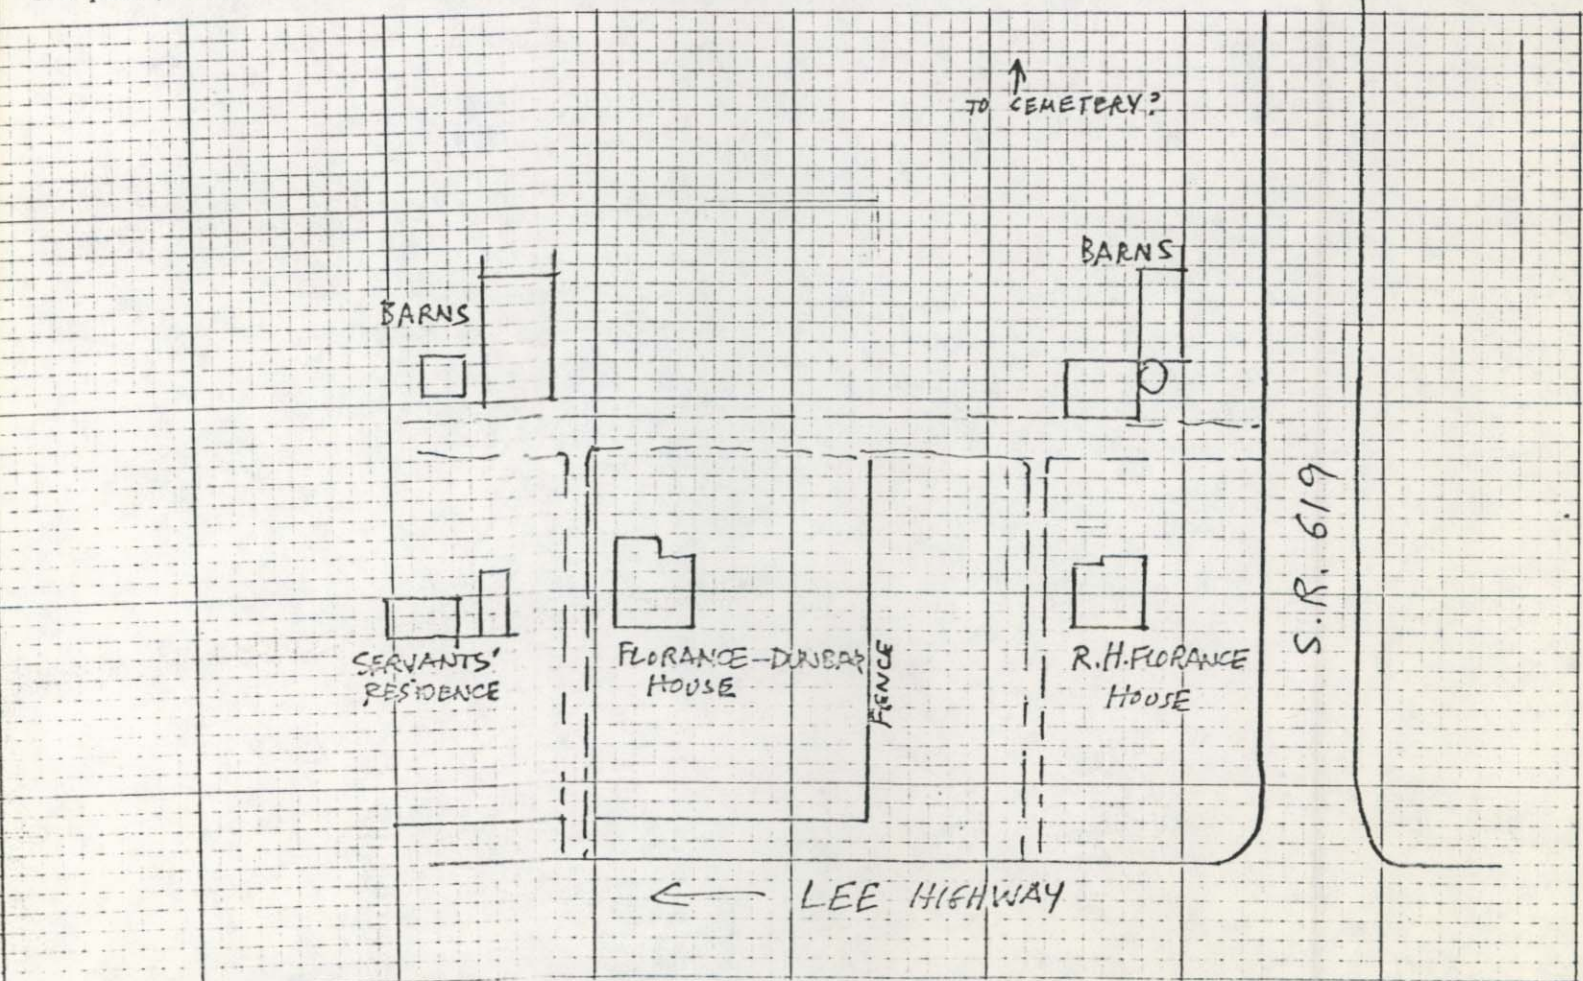 TO CEMETERY?
BARNS
BARNS
S.R. 619
SERVANTS'
RESIDENCE
FLORANCE-DUNBAR
HOUSE
FENCE
R.H.FLORANCE
HOUSE
LEE HIGHWAY